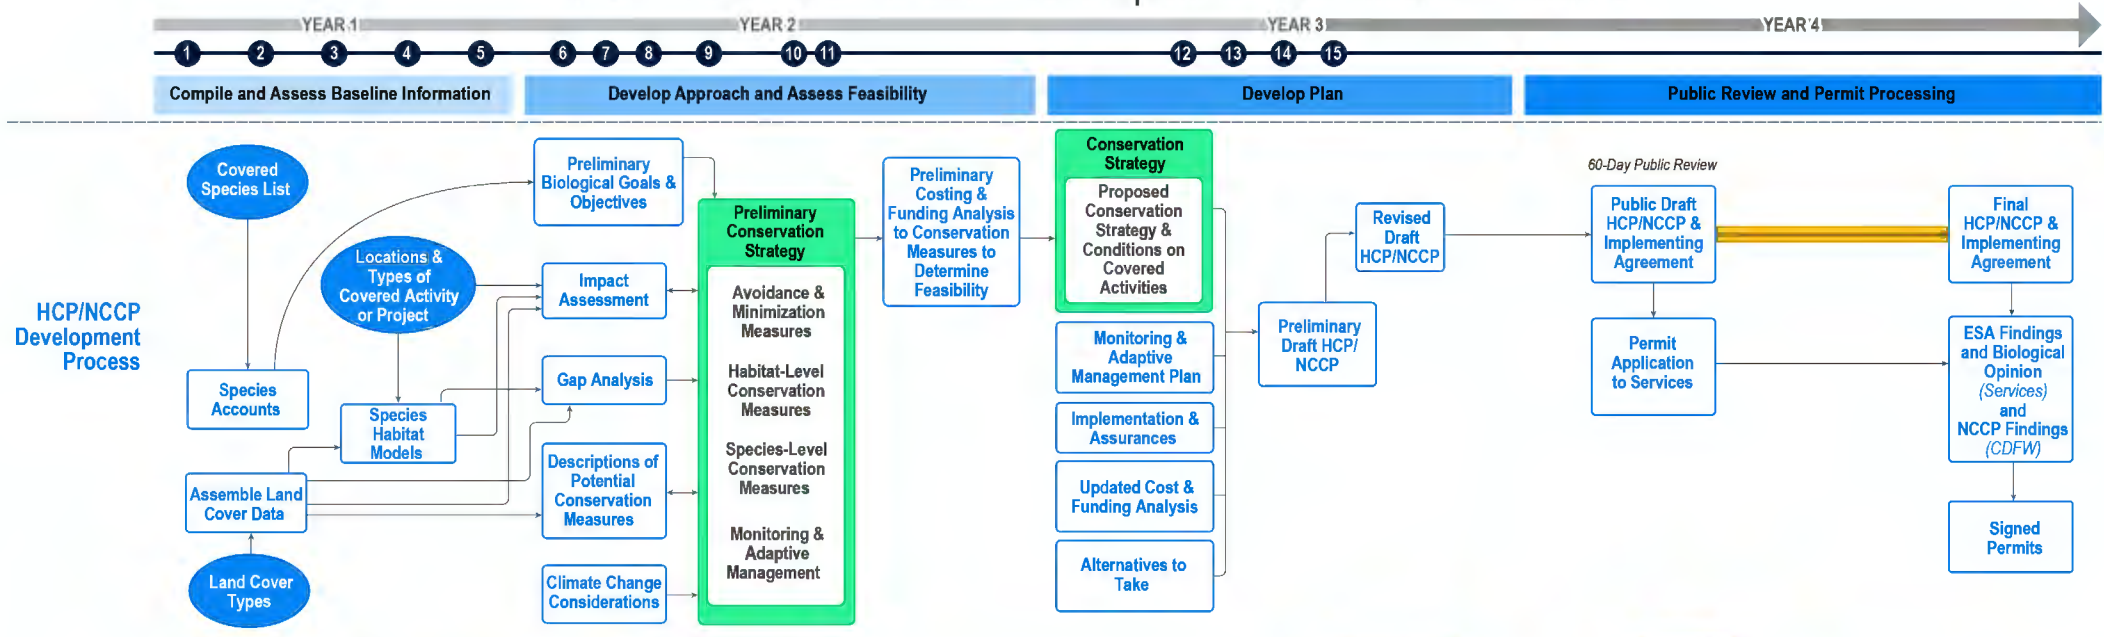 YEAR 1
YEAR 2
YEAR 3
YEAR 4
1
2
3
4
5
6
7
8
9
10
11
12
13
14
15
Compile and Assess Baseline Information
Develop Approach and Assess Feasibility
Develop Plan
Public Review and Permit Processing
HCP/NCCP
Development
Process
Covered
Species List
Locations &
Types of
Covered Activity
or Project
Species
Accounts
Species
Habitat
Models
Assemble Land
Cover Data
Land Cover
Types
Preliminary
Biological Goals &
Objectives
Impact
Assessment
Gap Analysis
Descriptions of
Potential
Conservation
Measures
Climate Change
Considerations
Preliminary
Conservation
Strategy
Avoidance &
Minimization
Measures
Habitat-Level
Conservation
Measures
Species-Level
Conservation
Measures
Monitoring &
Adaptive
Management
Preliminary
Costing &
Funding Analysis
to Conservation
Measures to
Determine
Feasibility
Conservation
Strategy
Proposed
Conservation
Strategy &
Conditions on
Covered
Activities
Monitoring &
Adaptive
Management Plan
Implementation &
Assurances
Updated Cost &
Funding Analysis
Alternatives to
Take
Preliminary
Draft HCP/
NCCP
Revised
Draft
HCP/NCCP
60-Day Public Review
Public Draft
HCP/NCCP &
Implementing
Agreement
Permit
Application
to Services
Final
HCP/NCCP &
Implementing
Agreement
ESA Findings
and Biological
Opinion
(Services)
and
NCCP Findings
(CDFW)
Signed
Permits